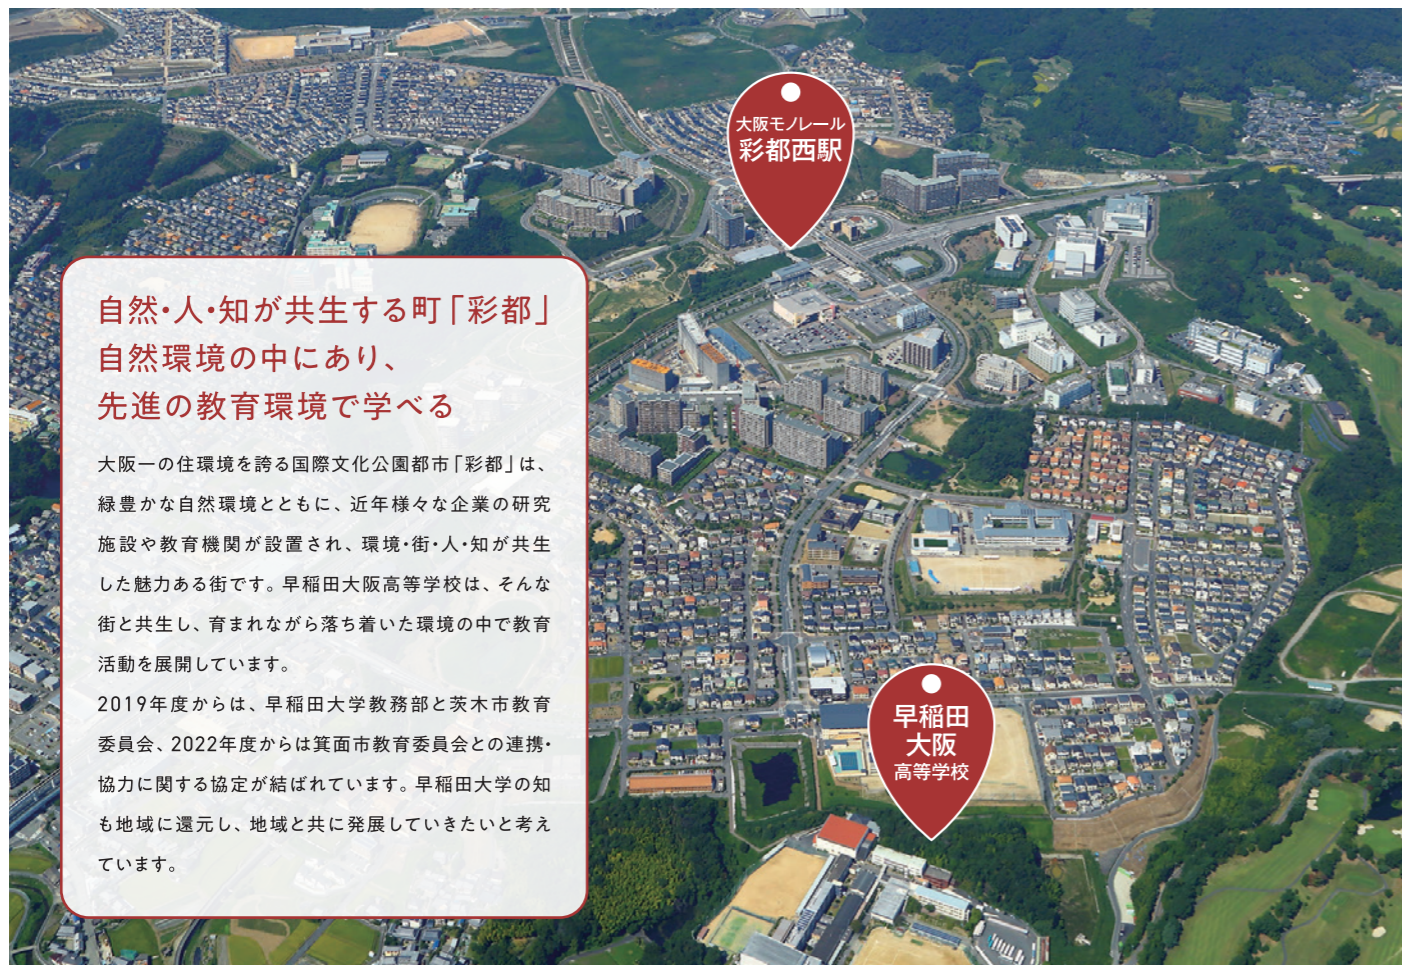 大阪モノレール
彩都西駅
自然・人・知が共生する町「彩都」
自然環境の中にあり、
先進の教育環境で学べる
大阪一の住環境を誇る国際文化公園都市「彩都」は、
緑豊かな自然環境とともに、近年様々な企業の研究
施設や教育機関が設置され、環境・街・人・知が共生
した魅力ある街です。早稲田大阪高等学校は、そんな
街と共生し、育まれながら落ち着いた環境の中で教育
活動を展開しています。
2019年度からは、早稲田大学教務部と茨木市教育
委員会、2022年度からは箕面市教育委員会との連携・
協力に関する協定が結ばれています。早稲田大学の知
も地域に還元し、地域と共に発展していきたいと考え
ています。
早稲田
大阪
高等学校